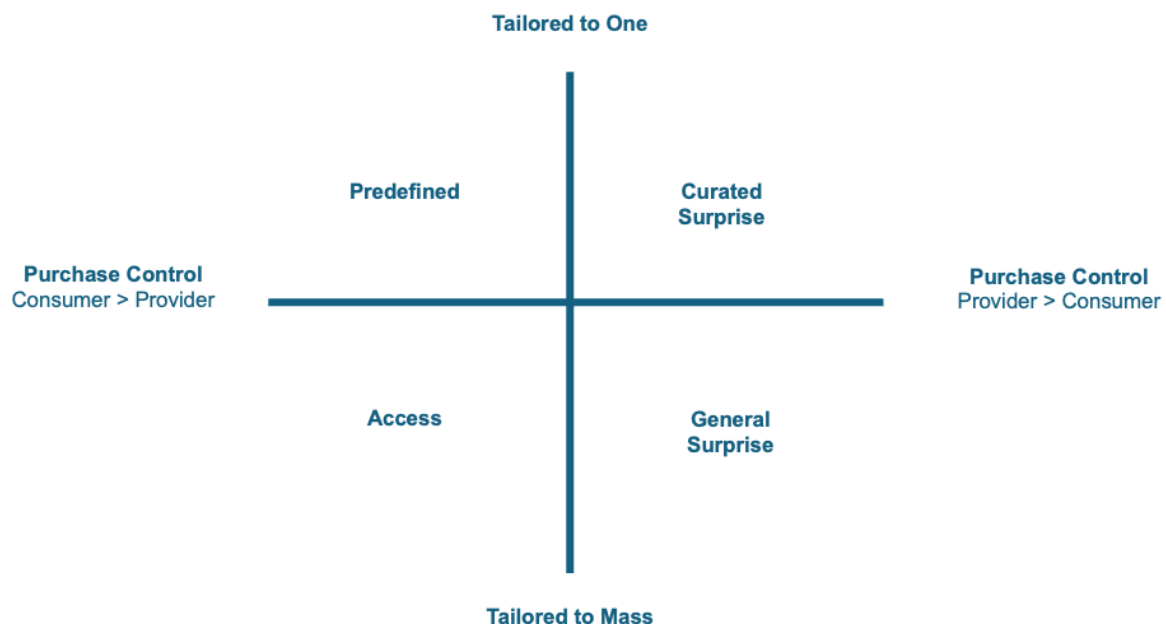 Tailored to One
Predefined
Curated
Surprise
Purchase Control
Consumer > Provider
Purchase Control
Provider > Consumer
Access
General
Surprise
Tailored to Mass